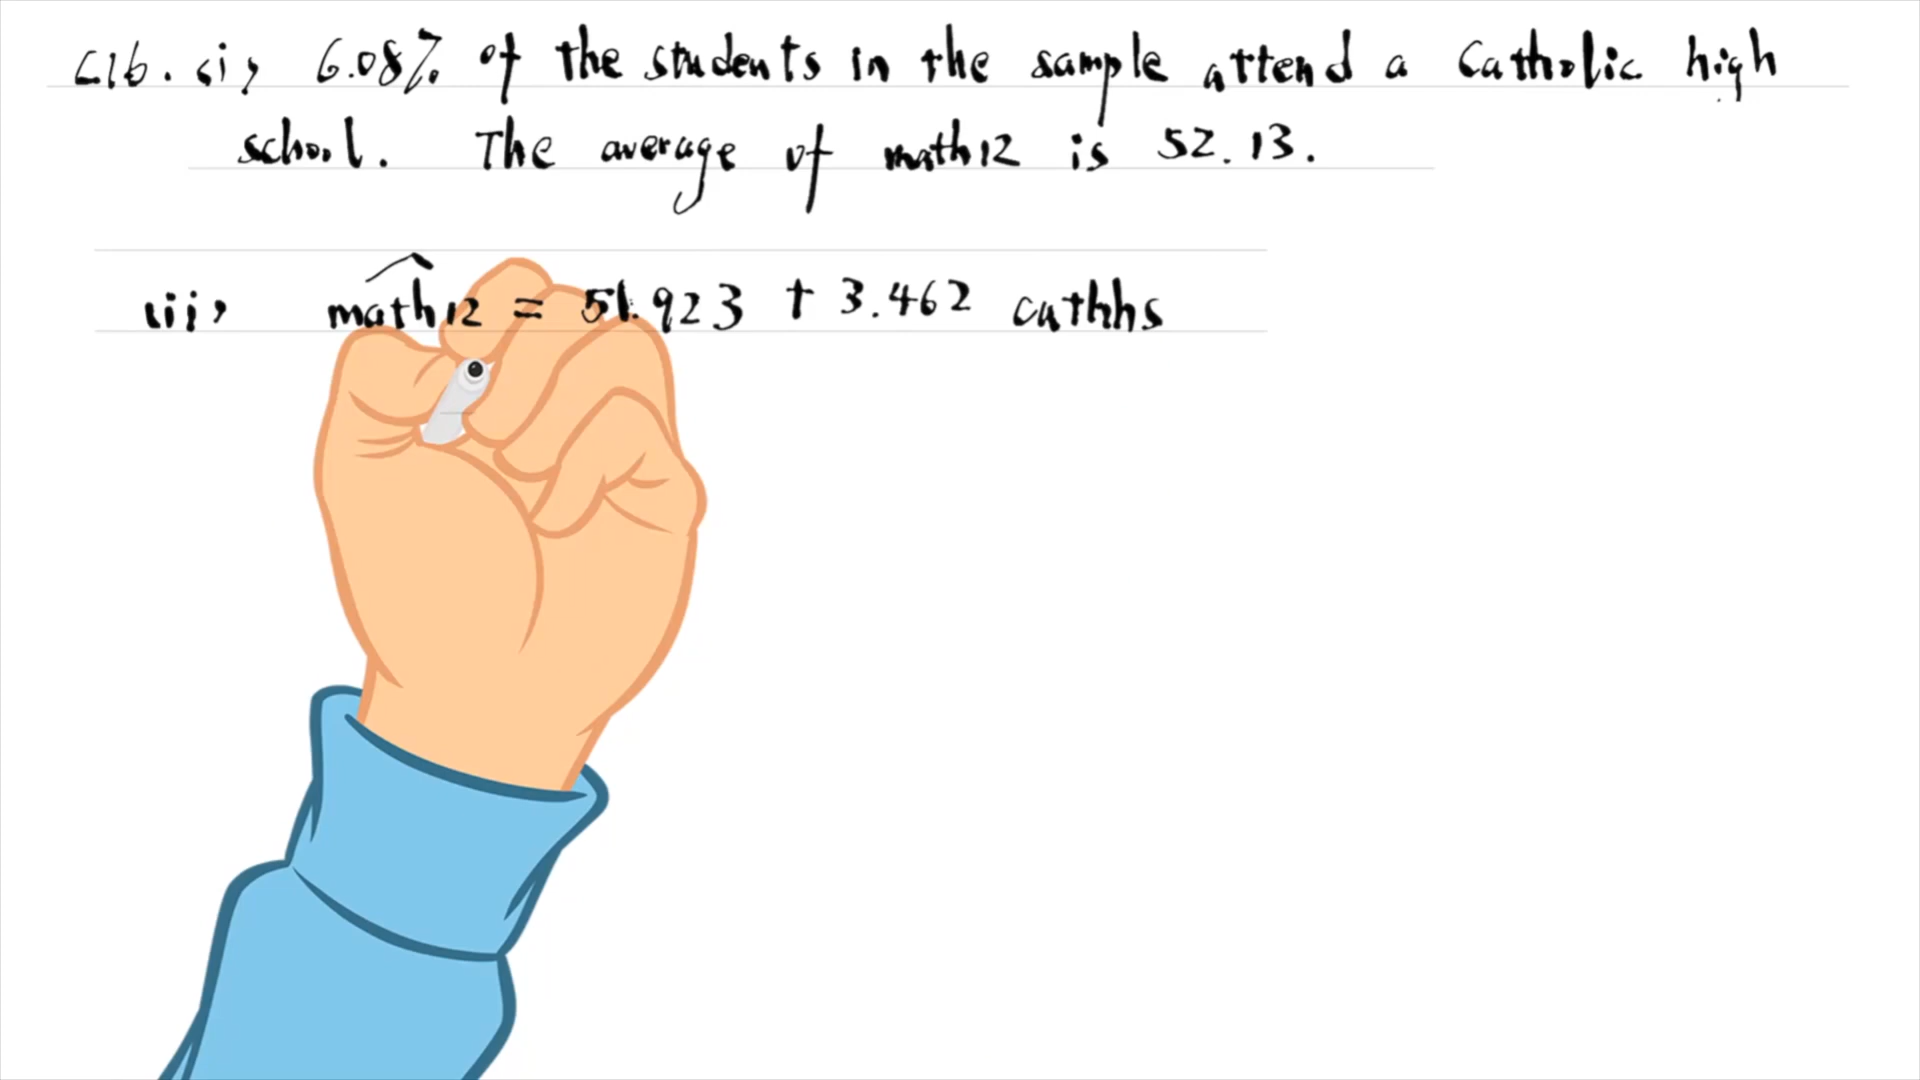 C16. (i) 6.08% of the students in the sample attend a Catholic high
school. The average of math12 is 52.13.
(ii) math12 = 51.923 + 3.462 cathhs